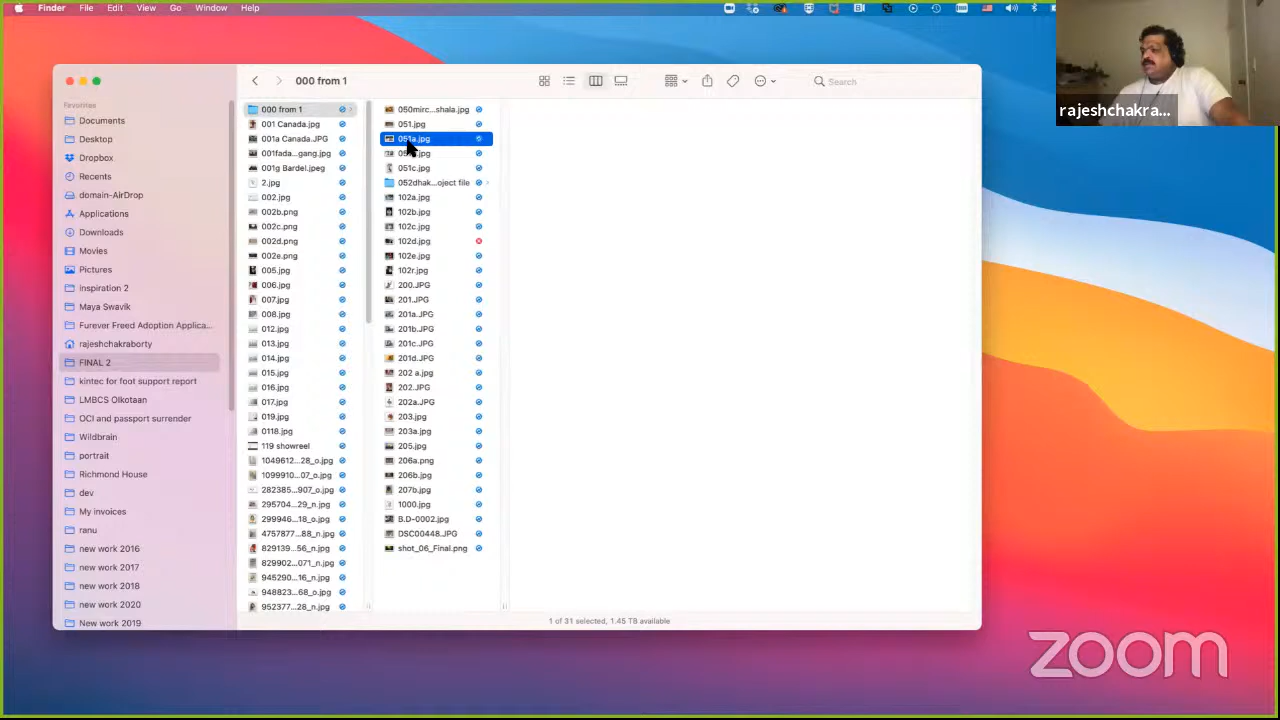 Finder File Edit View Go Window Help
rajeshchakra...
000 from 1
Search
Favorites
Documents
Desktop
Dropbox
Recents
domain-AirDrop
Applications
Downloads
Movies
Pictures
inspiration 2
Maya Swavik
Furever Freed Adoption Applica...
rajeshchakraborty
FINAL 2
kintec for foot support report
LMBCS Olkotaan
OCI and passport surrender
Wildbrain
portrait
Richmond House
dev
My invoices
ranu
new work 2016
new work 2017
new work 2018
new work 2020
New work 2019
000 from 1
001 Canada.jpg
001a Canada.JPG
001fada...gang.jpg
001g Bardel.jpeg
2.jpg
002.jpg
002b.png
002c.png
002d.png
002e.png
005.jpg
006.jpg
007.jpg
008.jpg
012.jpg
013.jpg
014.jpg
015.jpg
016.jpg
017.jpg
019.jpg
0118.jpg
119 showreel
1049612...28_o.jpg
1099910...07_o.jpg
282385...907_o.jpg
295704...29_n.jpg
299946...18_o.jpg
4757877...88_n.jpg
829139...56_n.jpg
829902...071_n.jpg
945290...16_n.jpg
948823...68_o.jpg
952377...28_n.jpg
050mirc...shala.jpg
051.jpg
051a.jpg
051c.jpg
052dhak...oject file
102a.jpg
102b.jpg
102c.jpg
102d.jpg
102e.jpg
102r.jpg
200.JPG
201.JPG
201a.JPG
201b.JPG
201c.JPG
201d.JPG
202 a.jpg
202.JPG
202a.JPG
203.jpg
203a.jpg
205.jpg
206a.png
206b.jpg
207b.jpg
1000.jpg
B.D-0002.jpg
DSC00448.JPG
shot_06_Final.png
1 of 31 selected, 1.45 TB available
zoom